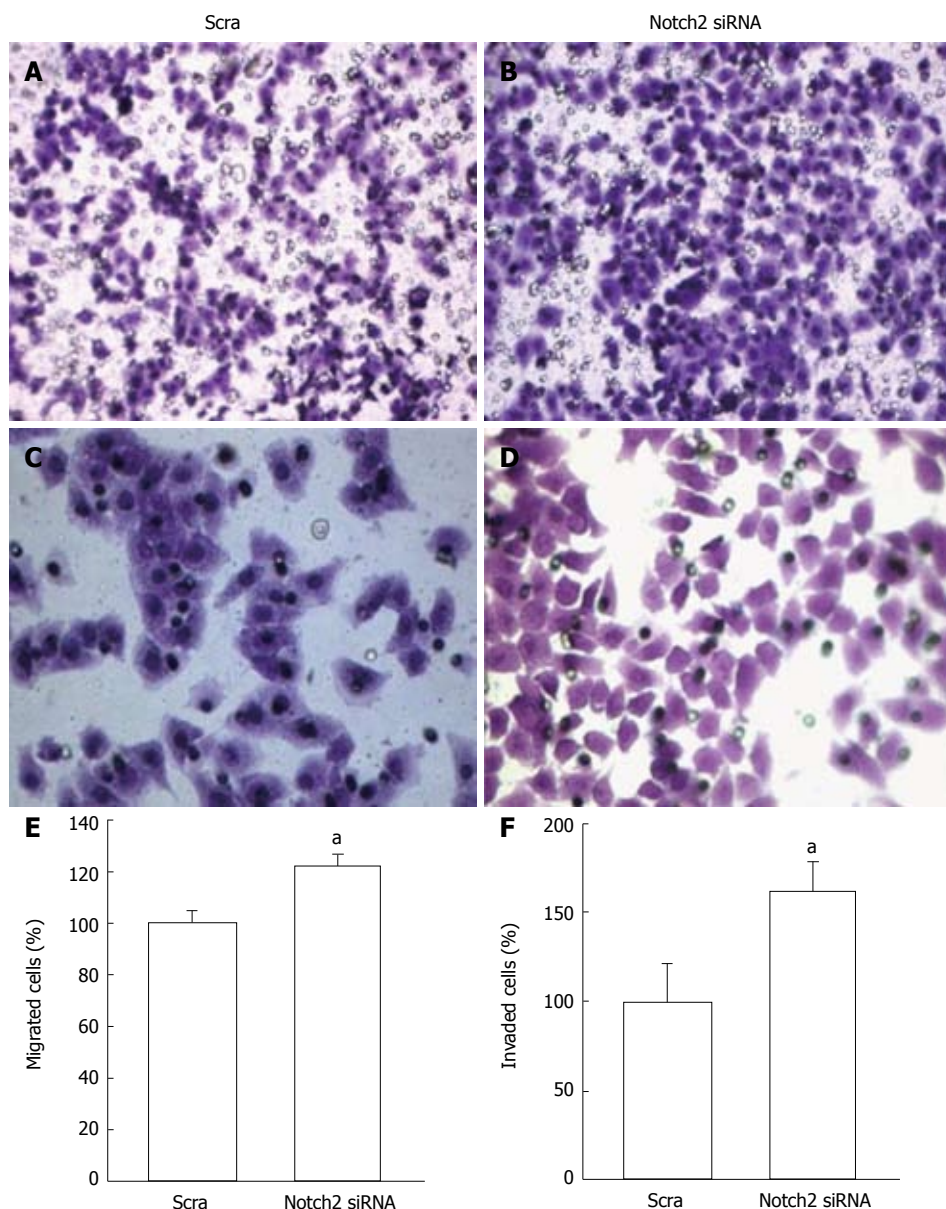 Scra
Notch2 siRNA
A
B
C
D
E
140
120
100
80
60
40
20
0
Migrated cells (%)
a
Scra
Notch2 siRNA
F
200
150
100
50
0
Invaded cells (%)
a
Scra
Notch2 siRNA